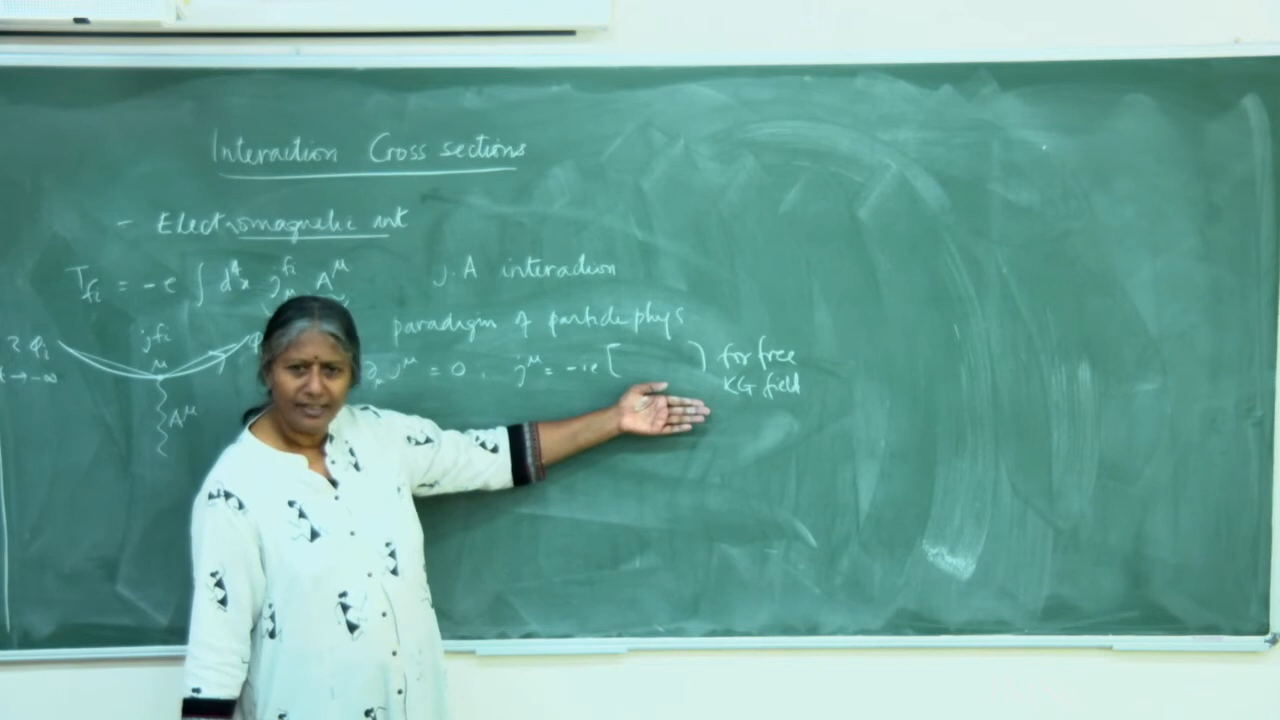 Interaction Cross sections
- Electromagnetic int
T_fi = -e ∫ d⁴x j_μ^fi A^μ
j.A interaction
paradigm of particle phys
φ_i
t → -∞
j^fi
μ
A^μ
∂_μ j^μ = 0 , j^μ = -ie [ ] for free
KG field